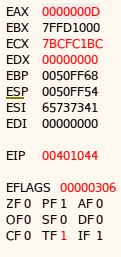 EAX 0000000D
EBX 7FFD1000
ECX 7BCFC1BC
EDX 00000000
EBP 0050FF68
ESP 0050FF54
ESI 65737341
EDI 00000000
EIP 00401044
EFLAGS 00000306
ZF 0 PF 1 AF 0
OF 0 SF 0 DF 0
CF 0 TF 1 IF 1